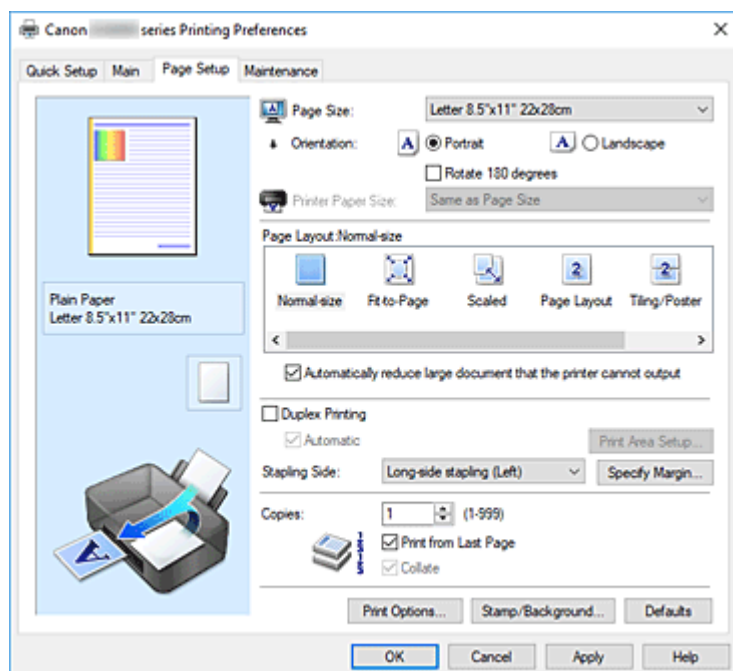 Canon series Printing Preferences
Quick Setup Main Page Setup Maintenance
Page Size: Letter 8.5"x11" 22x28cm
Orientation: A Portrait A Landscape
Rotate 180 degrees
Printer Paper Size: Same as Page Size
Page Layout:Normal-size
Normal-size Fit-to-Page Scaled Page Layout Tiling/Poster
Plain Paper
Letter 8.5"x11" 22x28cm
Automatically reduce large document that the printer cannot output
Duplex Printing
Automatic Print Area Setup...
Stapling Side: Long-side stapling (Left) Specify Margin...
Copies: 1 (1-999)
Print from Last Page
Collate
Print Options... Stamp/Background... Defaults
OK Cancel Apply Help